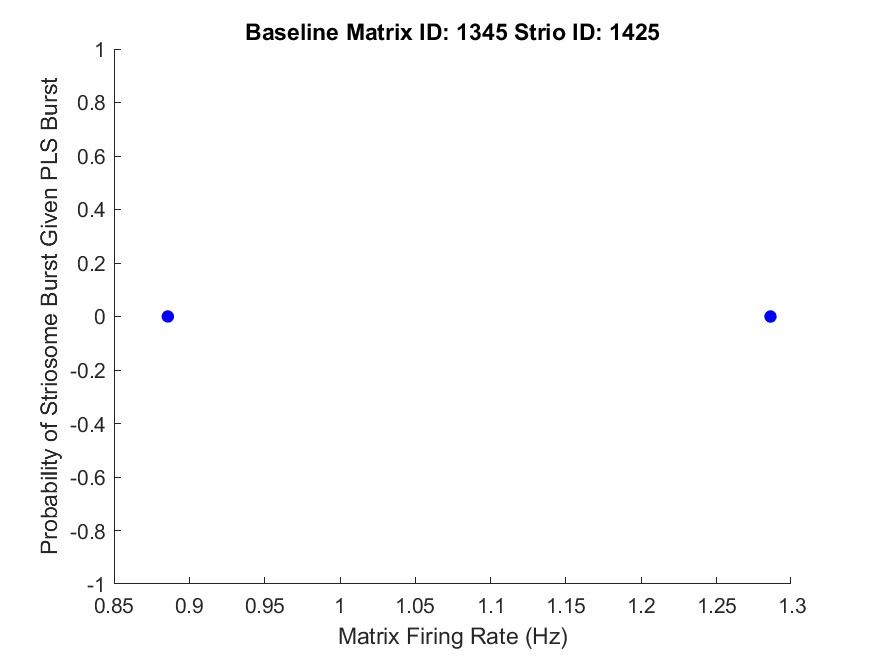 Baseline Matrix ID: 1345 Strio ID: 1425
Probability of Striosome Burst Given PLS Burst
1
0.8
0.6
0.4
0.2
0
-0.2
-0.4
-0.6
-0.8
-1
0.85 0.9 0.95 1 1.05 1.1 1.15 1.2 1.25 1.3
Matrix Firing Rate (Hz)